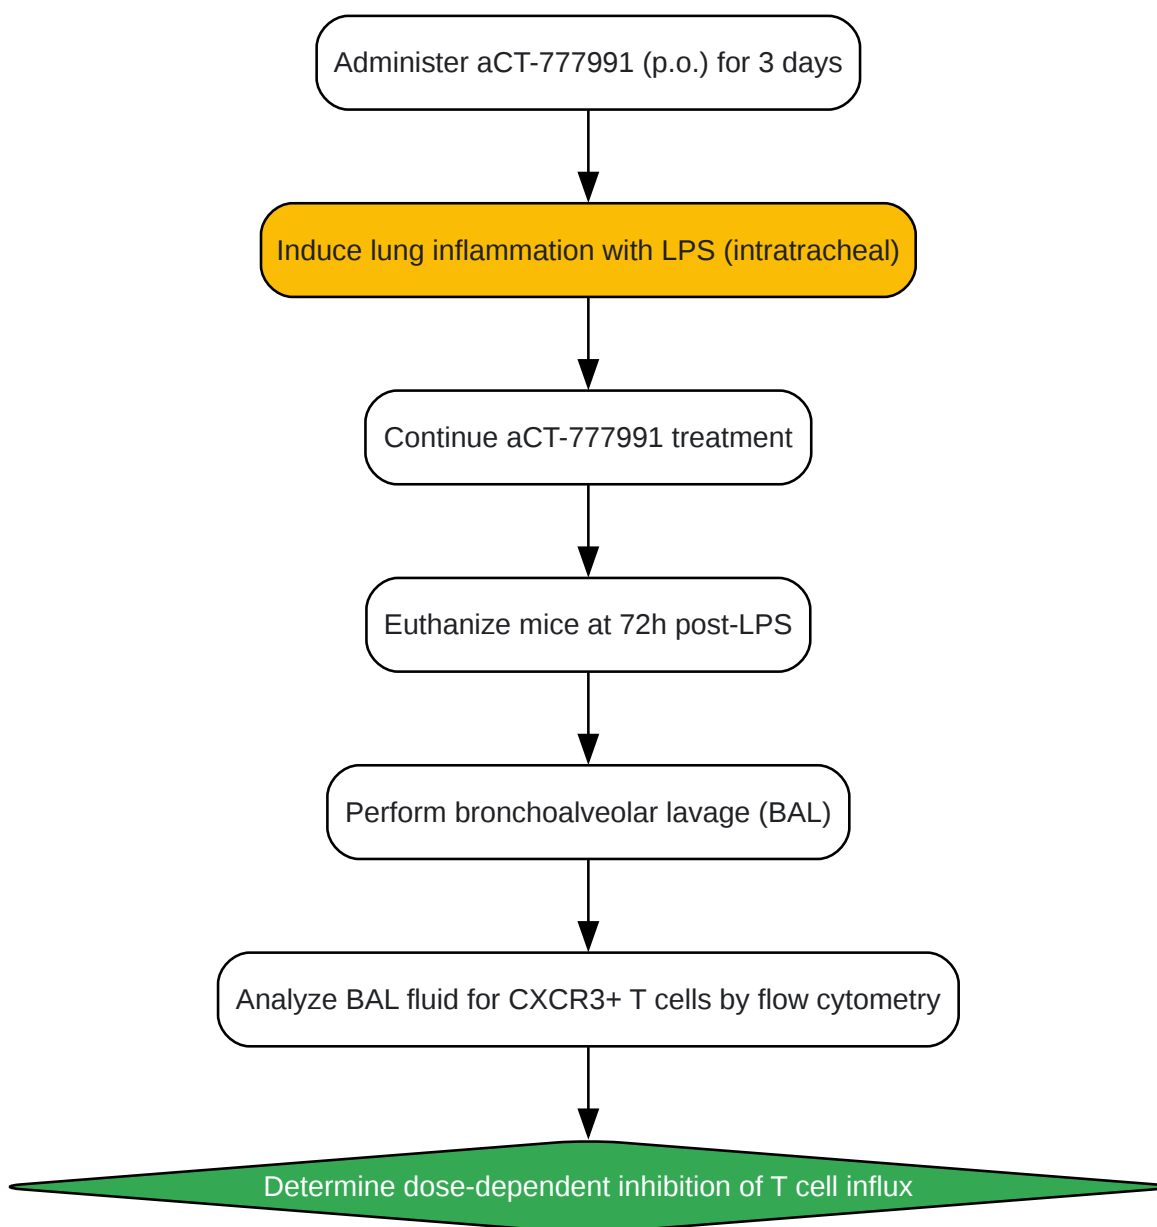 Administer aCT-777991 (p.o.) for 3 days
Induce lung inflammation with LPS (intratracheal)
Continue aCT-777991 treatment
Euthanize mice at 72h post-LPS
Perform bronchoalveolar lavage (BAL)
Analyze BAL fluid for CXCR3+ T cells by flow cytometry
Determine dose-dependent inhibition of T cell influx